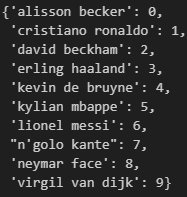 {'alisson becker': 0,
'cristiano ronaldo': 1,
'david beckham': 2,
'erling haaland': 3,
'kevin de bruyne': 4,
'kylian mbappe': 5,
'lionel messi': 6,
"n'golo kante": 7,
'neymar face': 8,
'virgil van dijk': 9}